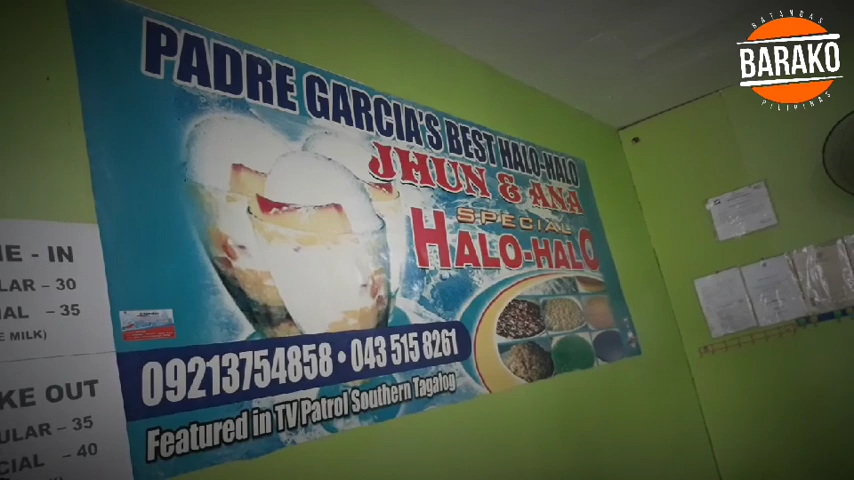 PADRE GARCIA'S BEST HALO-HALO
JHUN & ANA
SPECIAL
HALO-HALO
09213754858 • 043 515 8261
Featured in TV Patrol Southern Tagalog
E - IN
LAR - 30
IAL - 35
E MILK)
KE OUT
ULAR - 35
CIAL - 40
BATANGAS
BARAKO
PILIPINAS